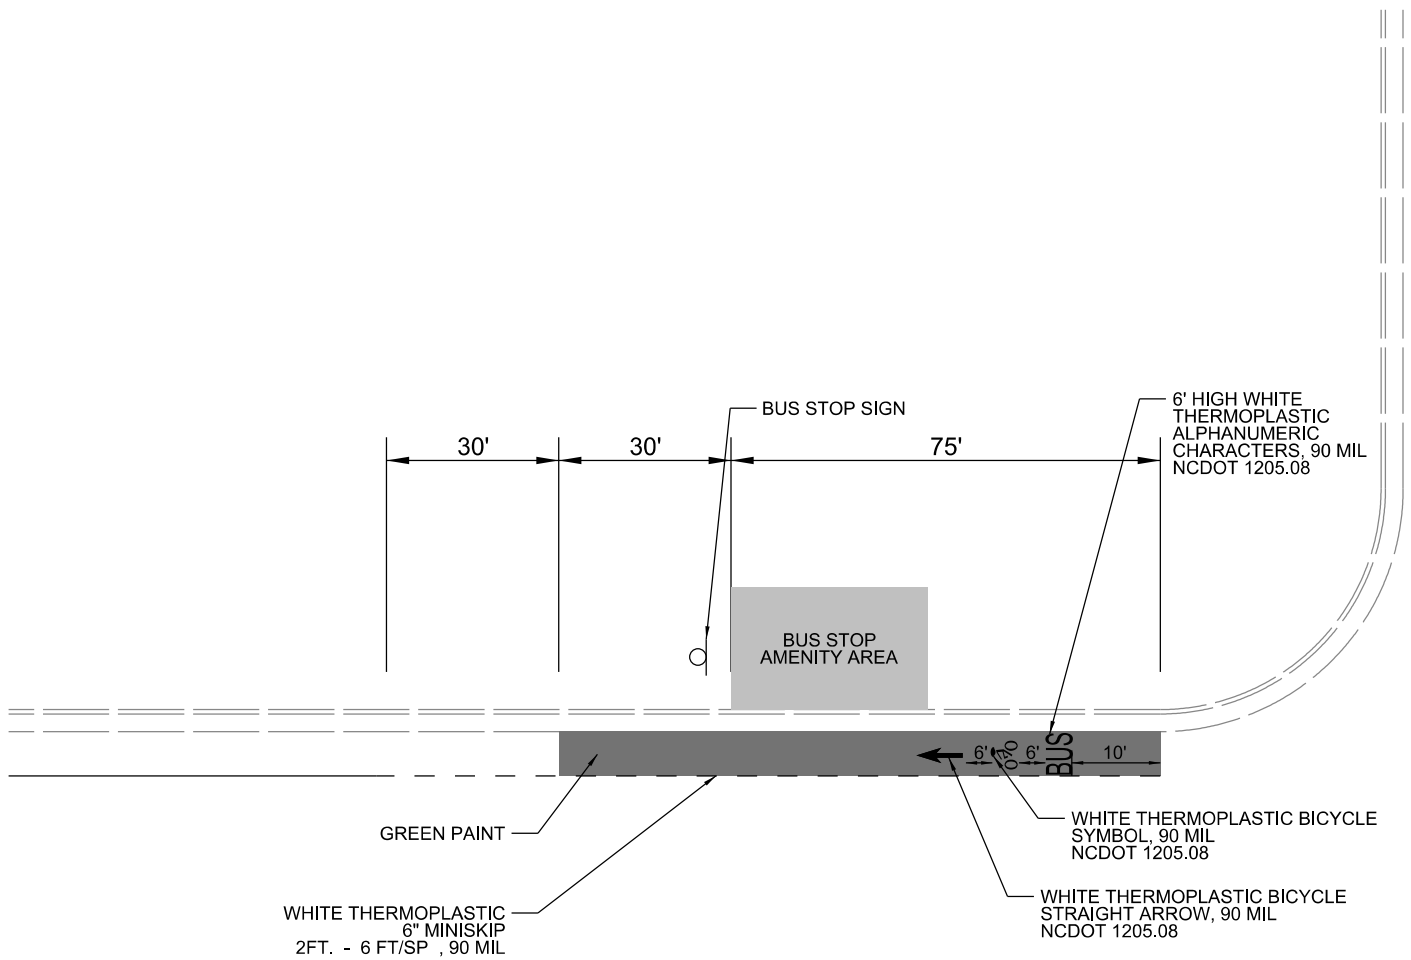 6' HIGH WHITE
THERMOPLASTIC
ALPHANUMERIC
CHARACTERS, 90 MIL
NCDOT 1205.08
BUS STOP SIGN
30'
30'
75'
BUS STOP
AMENITY AREA
6'
6'
BUS
10'
GREEN PAINT
WHITE THERMOPLASTIC BICYCLE
SYMBOL, 90 MIL
NCDOT 1205.08
WHITE THERMOPLASTIC BICYCLE
STRAIGHT ARROW, 90 MIL
NCDOT 1205.08
WHITE THERMOPLASTIC
6" MINISKIP
2FT. - 6 FT/SP , 90 MIL